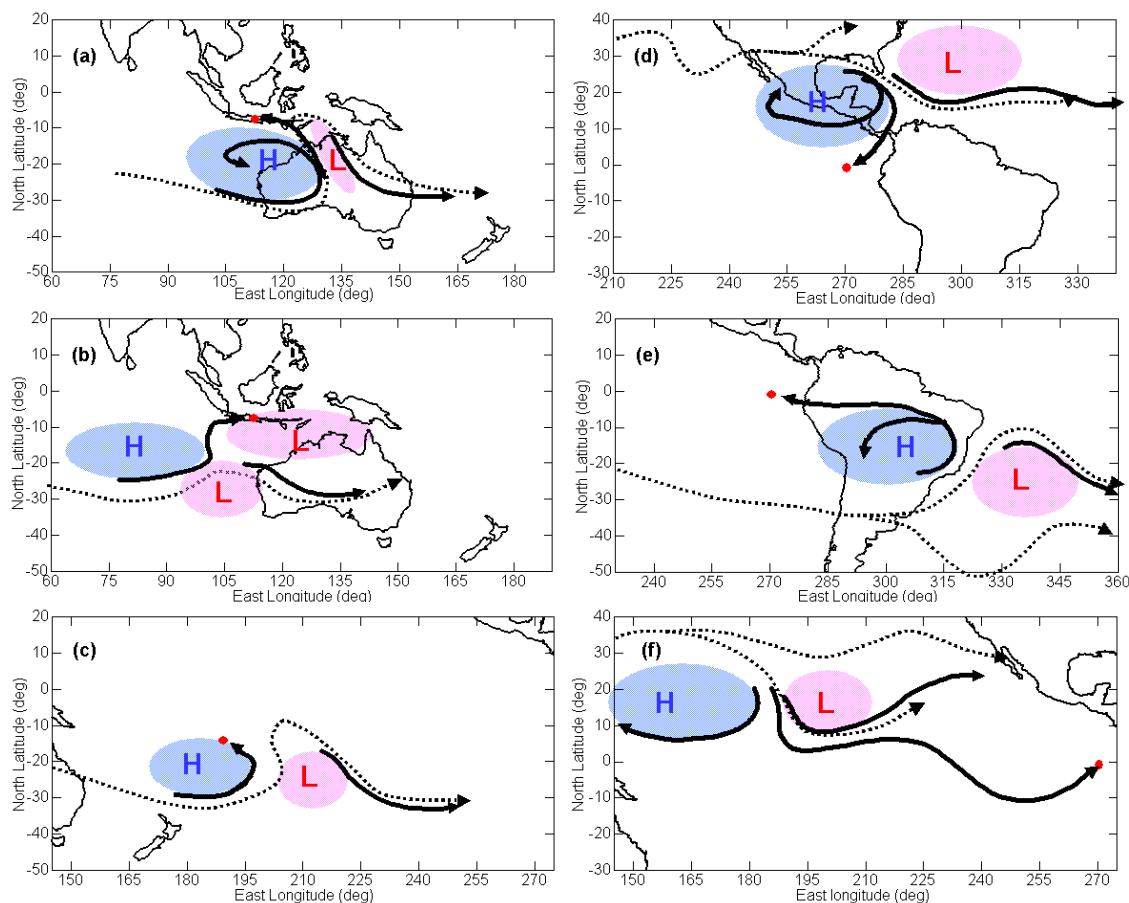 (a)
H
L
20
10
0
-10
-20
-30
-40
-50
North Latitude (deg)
60 75 90 105 120 135 150 165 180
East Longitude (deg)
(d)
H
L
40
30
20
10
0
-10
-20
-30
North Latitude (deg)
210 225 240 255 270 285 300 315 330
East Longitude (deg)
(b)
H
L
L
20
10
0
-10
-20
-30
-40
-50
North Latitude (deg)
60 75 90 105 120 135 150 165 180
East Longitude (deg)
(e)
H
L
20
10
0
-10
-20
-30
-40
-50
North Latitude (deg)
240 255 270 285 300 315 330 345 360
East Longitude (deg)
(c)
H
L
20
10
0
-10
-20
-30
-40
-50
North Latitude (deg)
150 165 180 195 210 225 240 255 270
East Longitude (deg)
(f)
H
L
40
30
20
10
0
-10
-20
-30
North Latitude (deg)
150 165 180 195 210 225 240 255 270
East longitude (deg)